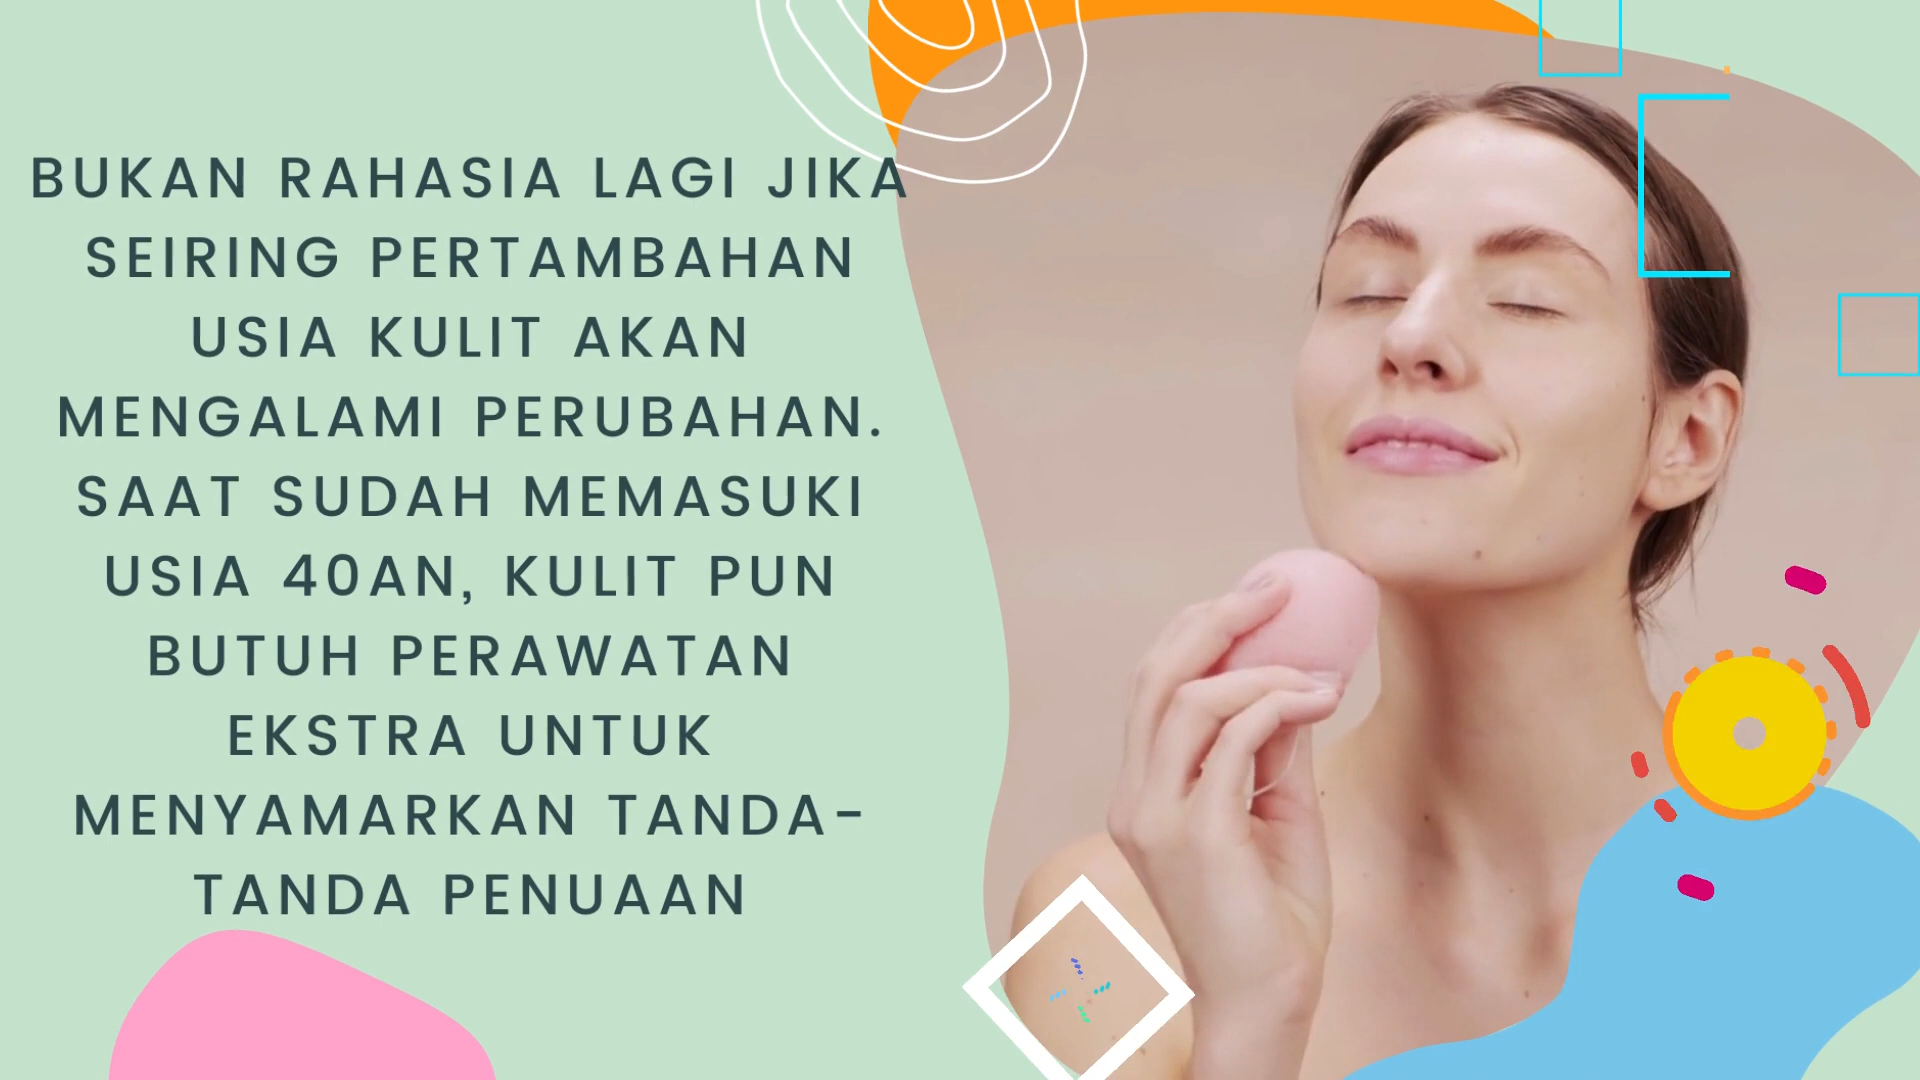 BUKAN RAHASIA LAGI JIKA
SEIRING PERTAMBAHAN
USIA KULIT AKAN
MENGALAMI PERUBAHAN.
SAAT SUDAH MEMASUKI
USIA 40AN, KULIT PUN
BUTUH PERAWATAN
EKSTRA UNTUK
MENYAMARKAN TANDA-
TANDA PENUAAN